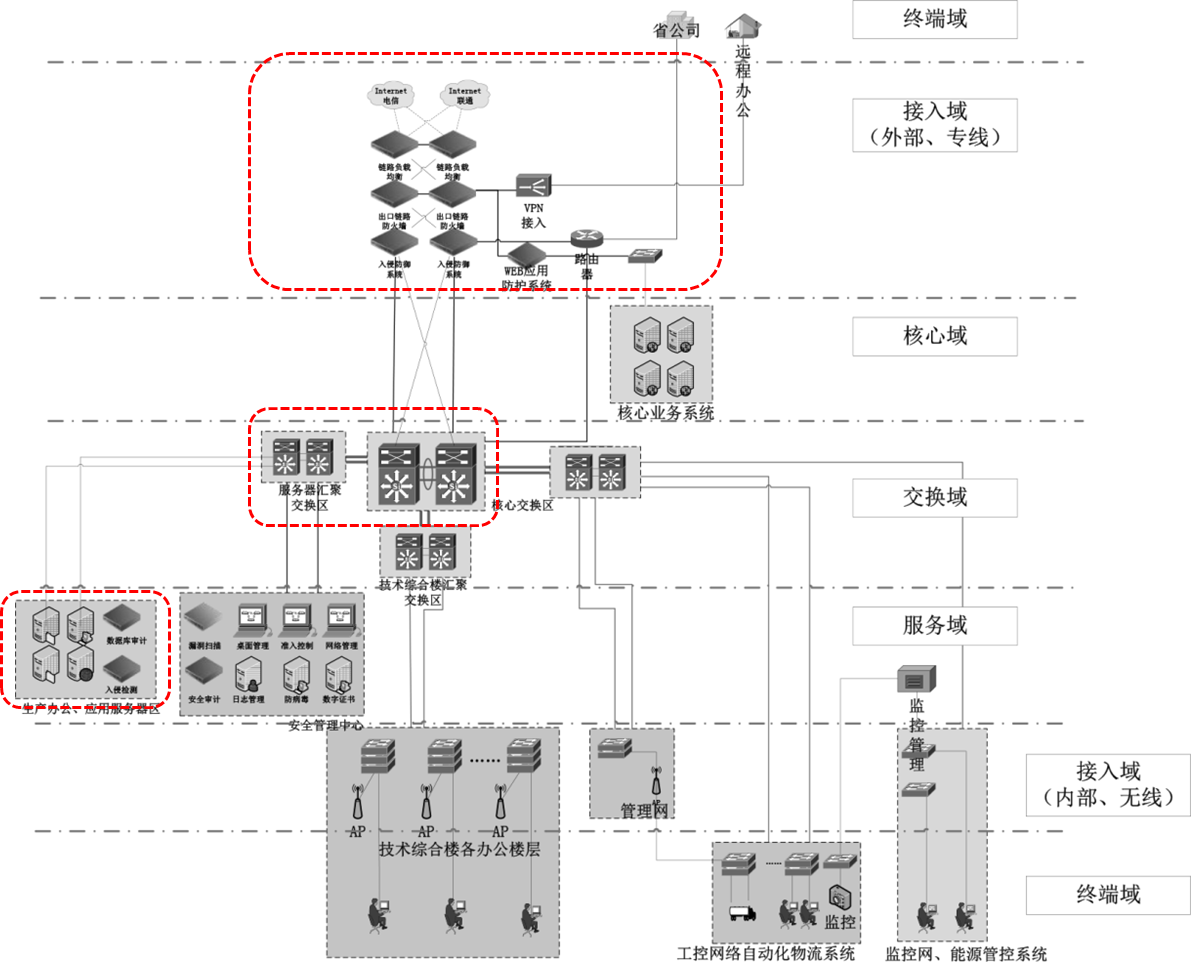 省公司
远
程
办
公
终端域
Internet
电信
Internet
联通
接入域
（外部、专线）
链路负载
均衡
链路负载
均衡
VPN
接入
出口链路
防火墙
出口链路
防火墙
入侵防御
系统
入侵防御
系统
WEB应用
防护系统
路由
器
核心域
核心业务系统
服务器汇聚
交换区
核心交换区
交换域
技术综合楼汇聚
交换区
服务域
数据库审计
入侵检测
生产办公、应用服务器区
漏洞扫描
桌面管理
准入控制
网络管理
安全审计
日志管理
防病毒
数字证书
安全管理中心
监
控
管
理
接入域
（内部、无线）
......
AP
AP
AP
技术综合楼各办公楼层
AP
管理网
......
监控
终端域
工控网络自动化物流系统
监控网、能源管控系统